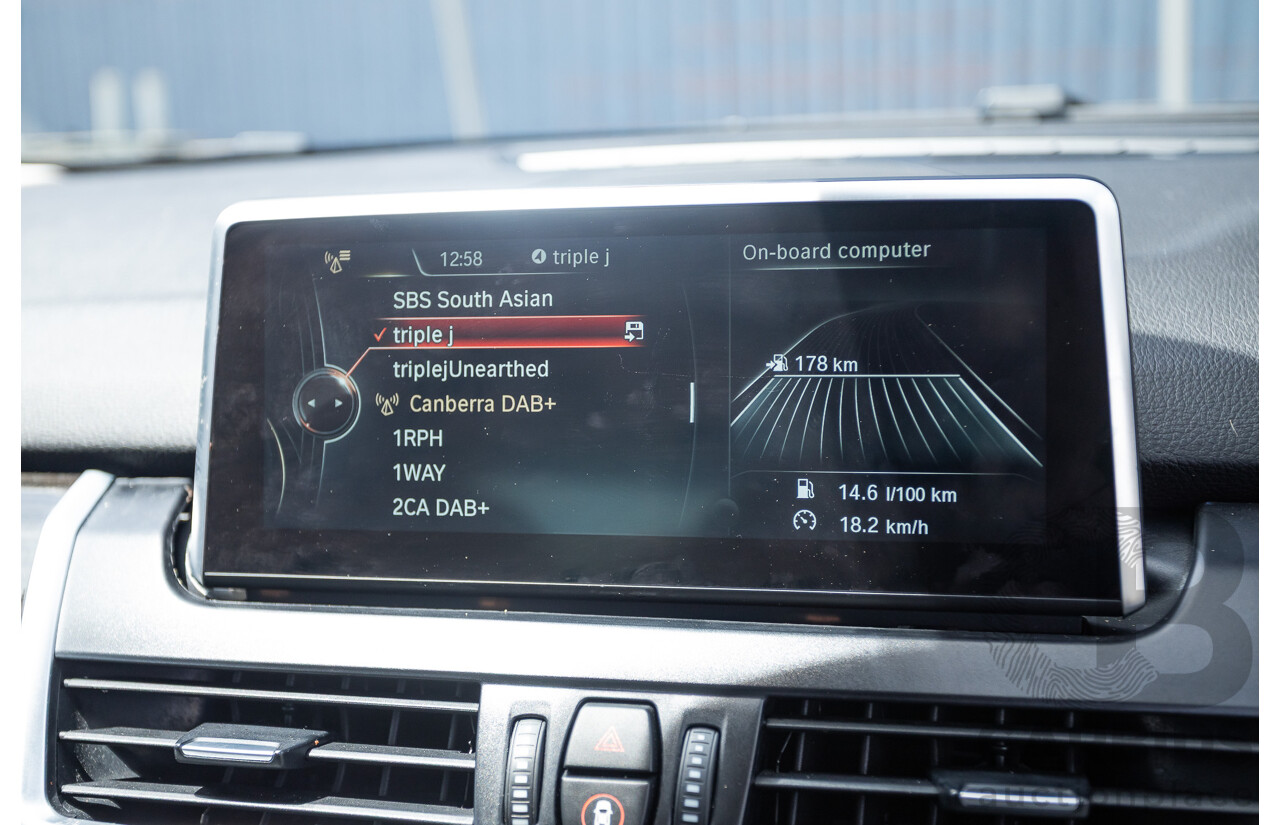 12:58 triple j
SBS South Asian
triple j
triplejUnearthed
Canberra DAB+
1RPH
1WAY
2CA DAB+
On-board computer
178 km
14.6 l/100 km
18.2 km/h